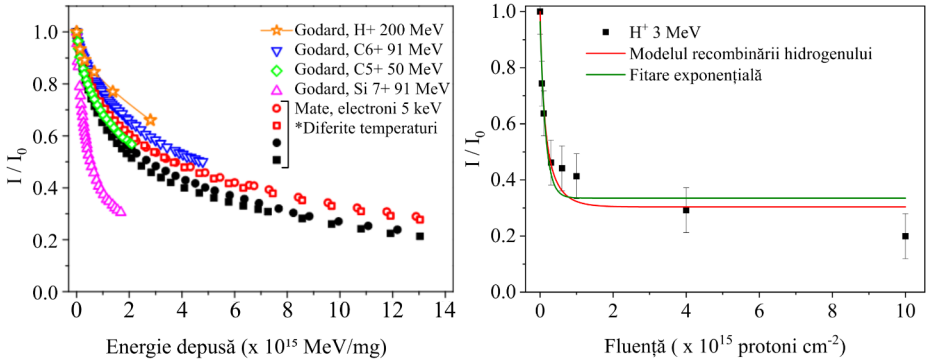 Godard, H+ 200 MeV
Godard, C6+ 91 MeV
Godard, C5+ 50 MeV
Godard, Si 7+ 91 MeV
Mate, electroni 5 keV
*Diferite temperaturi
I / I₀
1.0
0.8
0.6
0.4
0.2
0.0
0 2 4 6 8 10 12 14
Energie depusă (x 10¹⁵ MeV/mg)
H⁺ 3 MeV
Modelul recombinării hidrogenului
Fitare exponențială
I / I₀
1.0
0.8
0.6
0.4
0.2
0.0
0 2 4 6 8 10
Fluență ( x 10¹⁵ protoni cm⁻²)